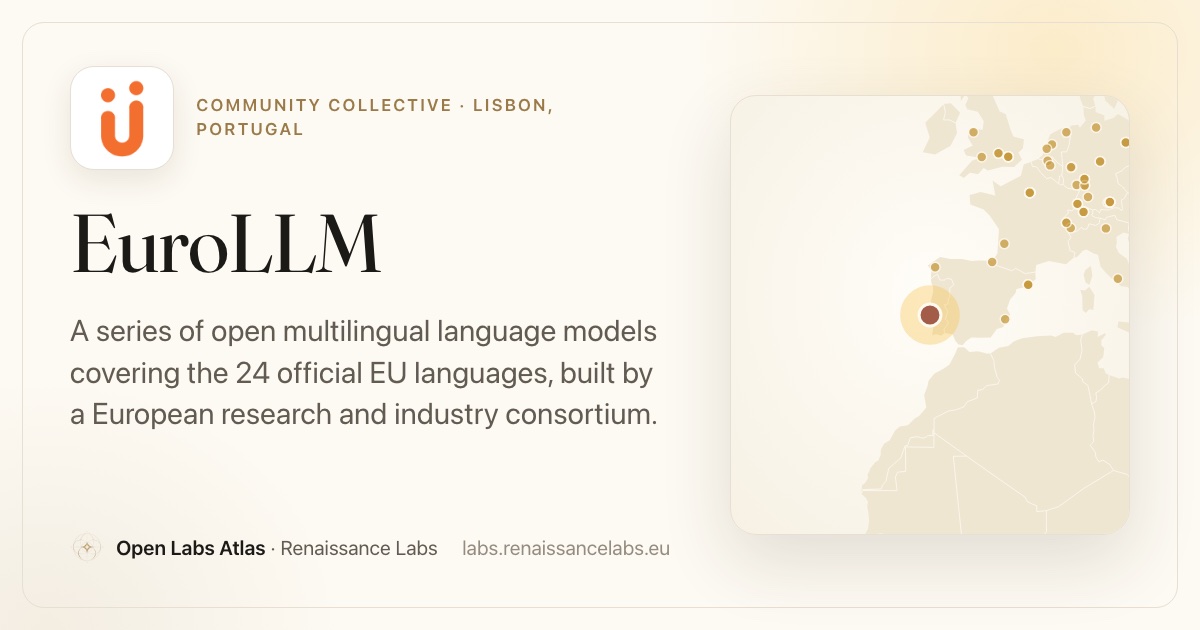 COMMUNITY COLLECTIVE · LISBON,
PORTUGAL
EuroLLM
A series of open multilingual language models
covering the 24 official EU languages, built by
a European research and industry consortium.
Open Labs Atlas · Renaissance Labs labs.renaissancelabs.eu